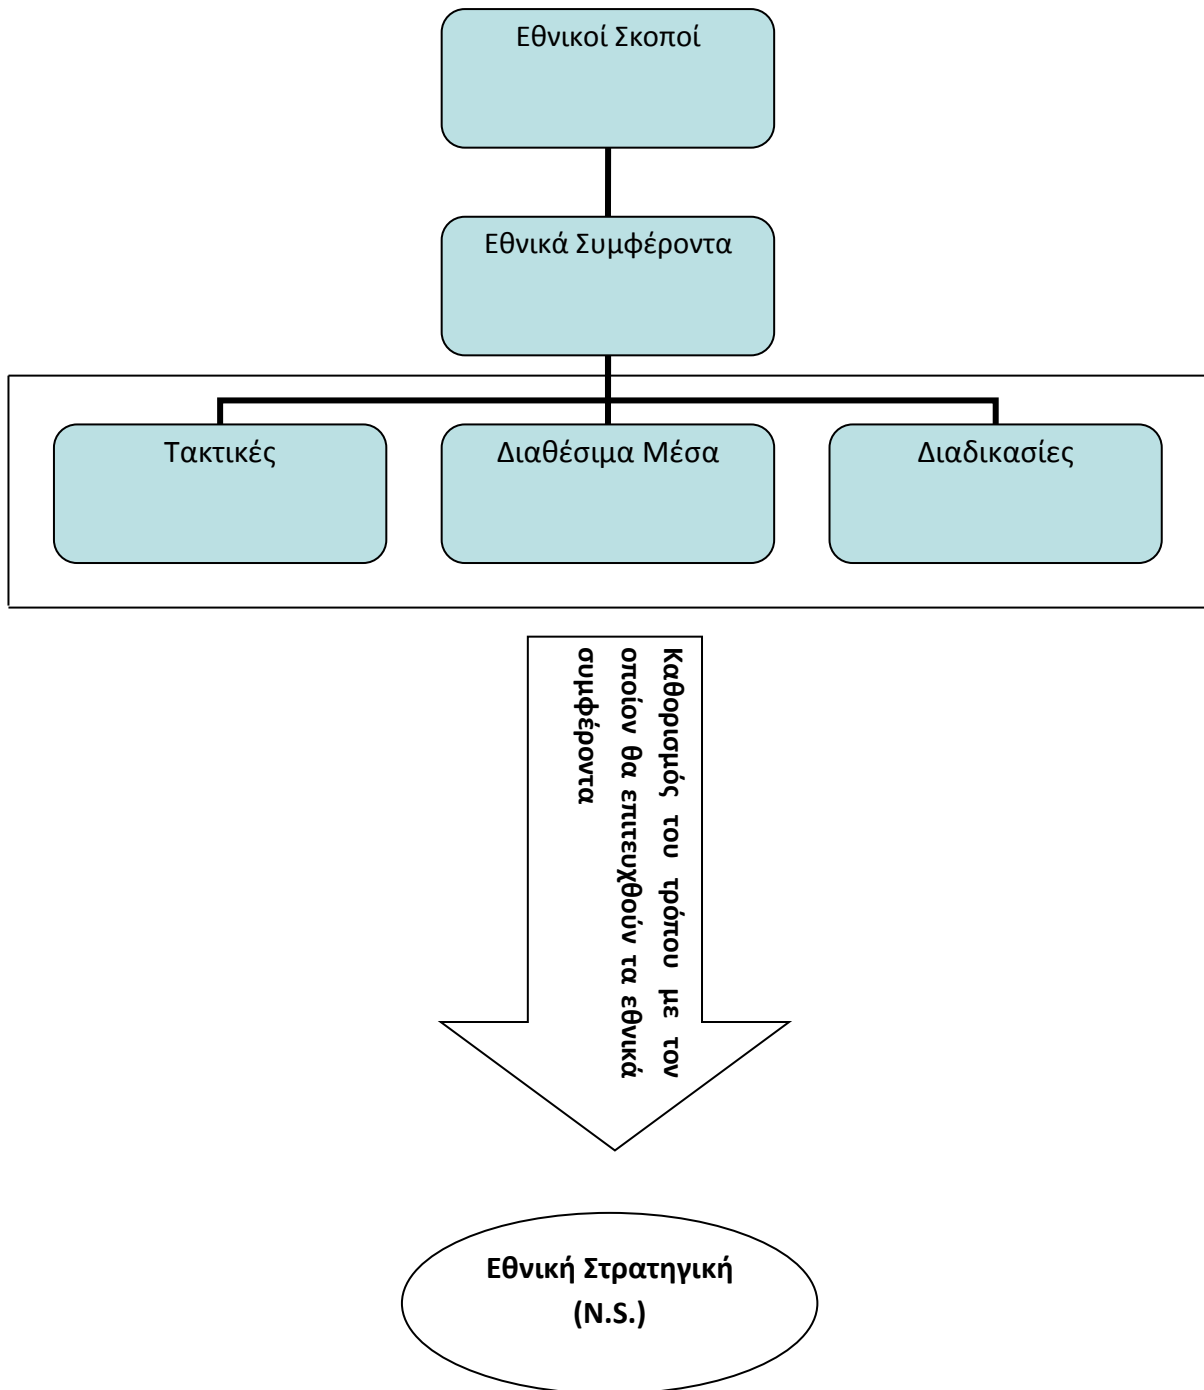 Εθνικοί Σκοποί
Εθνικά Συμφέροντα
Τακτικές
Διαθέσιμα Μέσα
Διαδικασίες
Καθορισμός του τρόπου με τον
οποίον θα επιτευχθούν τα εθνικά
συμφέροντα
Εθνική Στρατηγική
(N.S.)